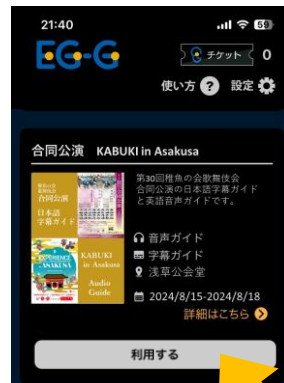 21:40
59
EG-G
チケット 0
使い方 ? 設定
合同公演 KABUKI in Asakusa
合同公演
日本語
字幕ガイド
KABUKI
in Asakusa
Audio
Guide
EXPERIENCE
ASAKUSA
第30回稚魚の会歌舞伎会
合同公演の日本語字幕ガイド
と英語音声ガイドです。
音声ガイド
字幕ガイド
浅草公会堂
2024/8/15-2024/8/18
詳細はこちら
利用する